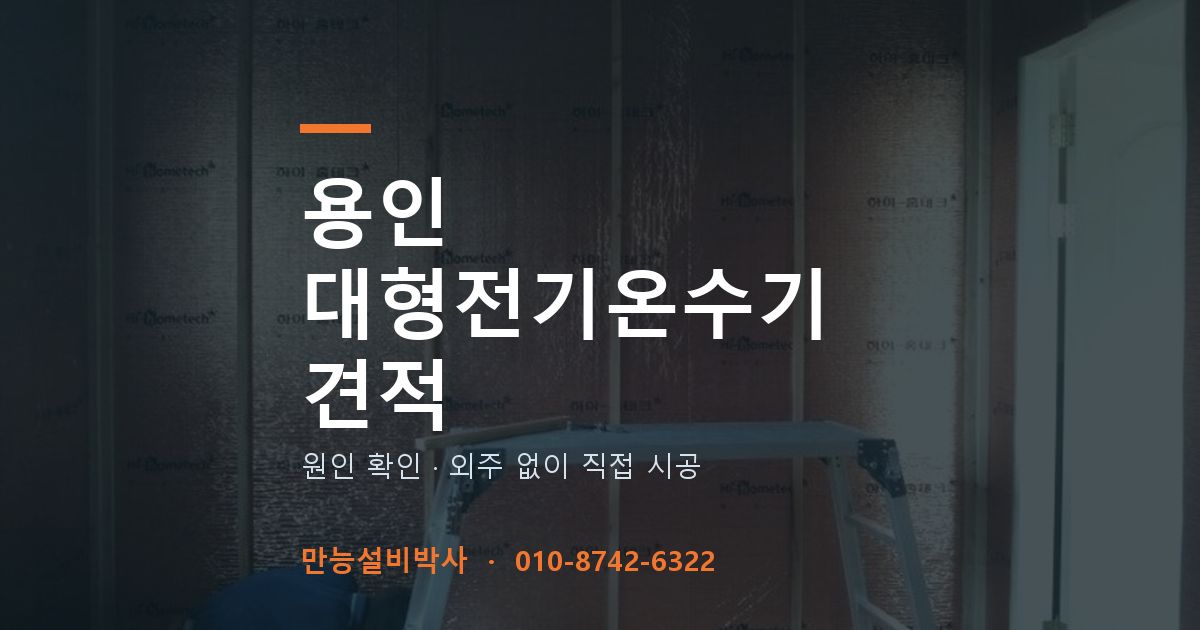 용인
대형전기온수기
견적
원인 확인 · 외주 없이 직접 시공
만능설비박사 · 010-8742-6322